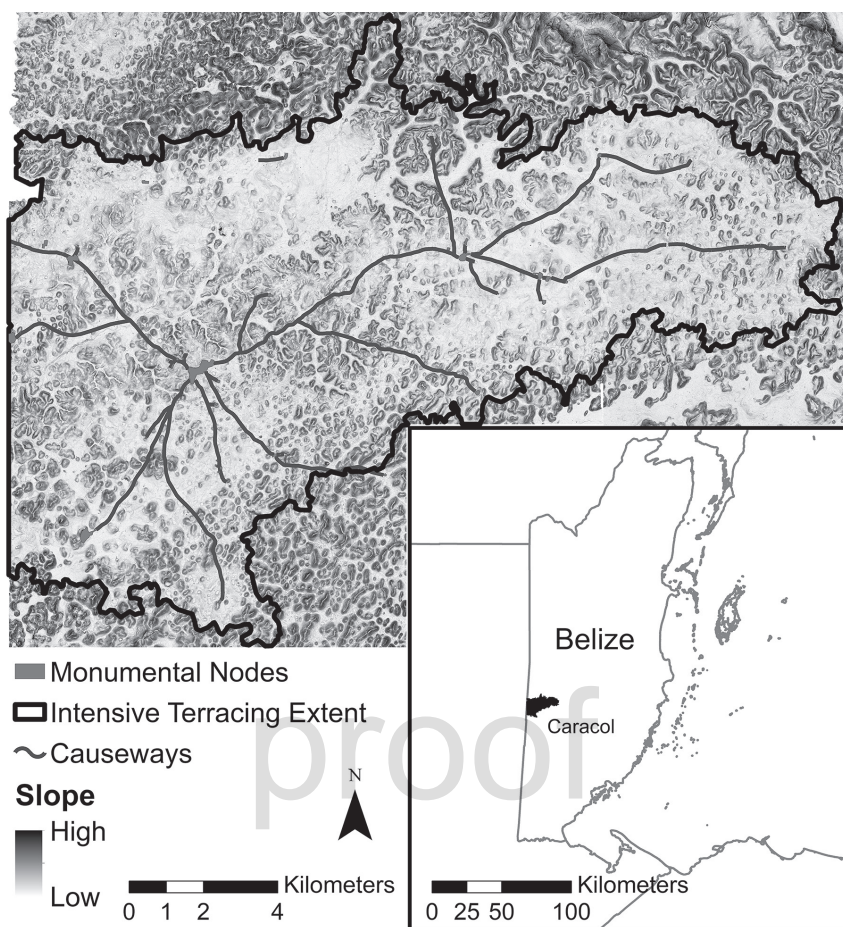 Monumental Nodes
Intensive Terracing Extent
Causeways
Slope
High
Low
N
Kilometers
0 1 2 4
Belize
Caracol
Kilometers
0 25 50 100
proof